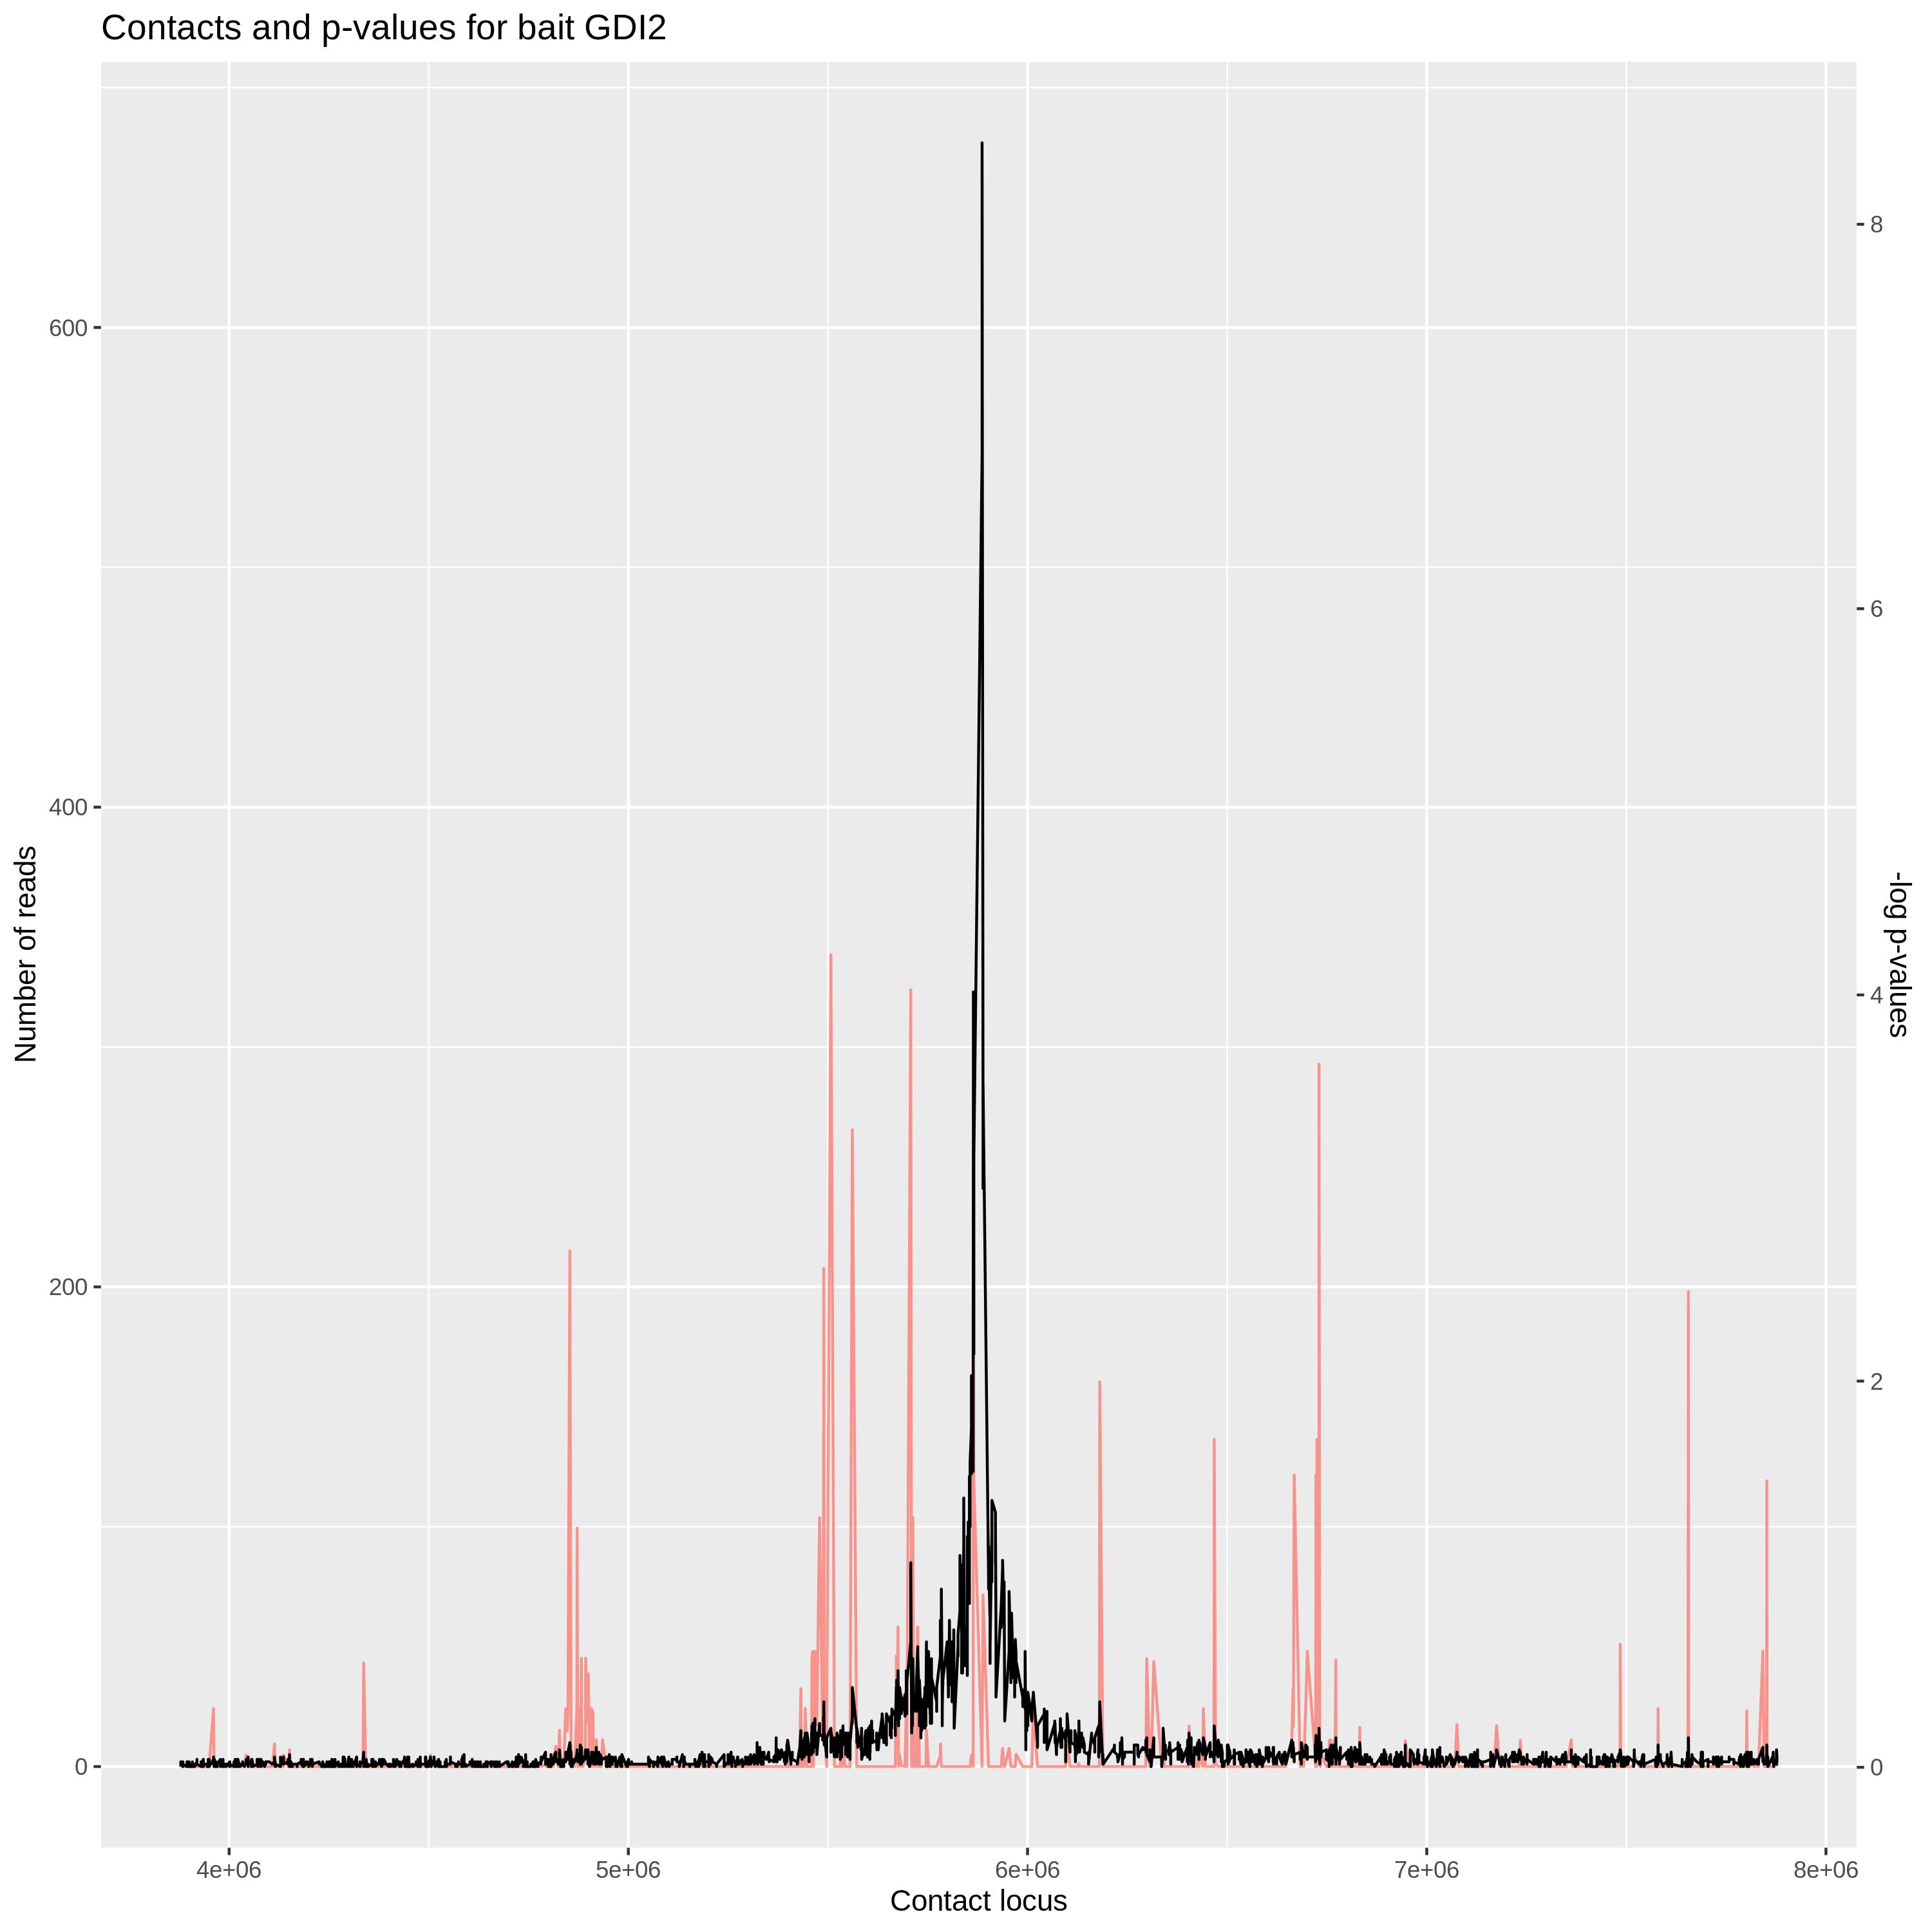 Contacts and p-values for bait GDI2
Number of reads
600
400
200
0
8
6
4
2
0
-log p-values
4e+06
5e+06
6e+06
7e+06
8e+06
Contact locus